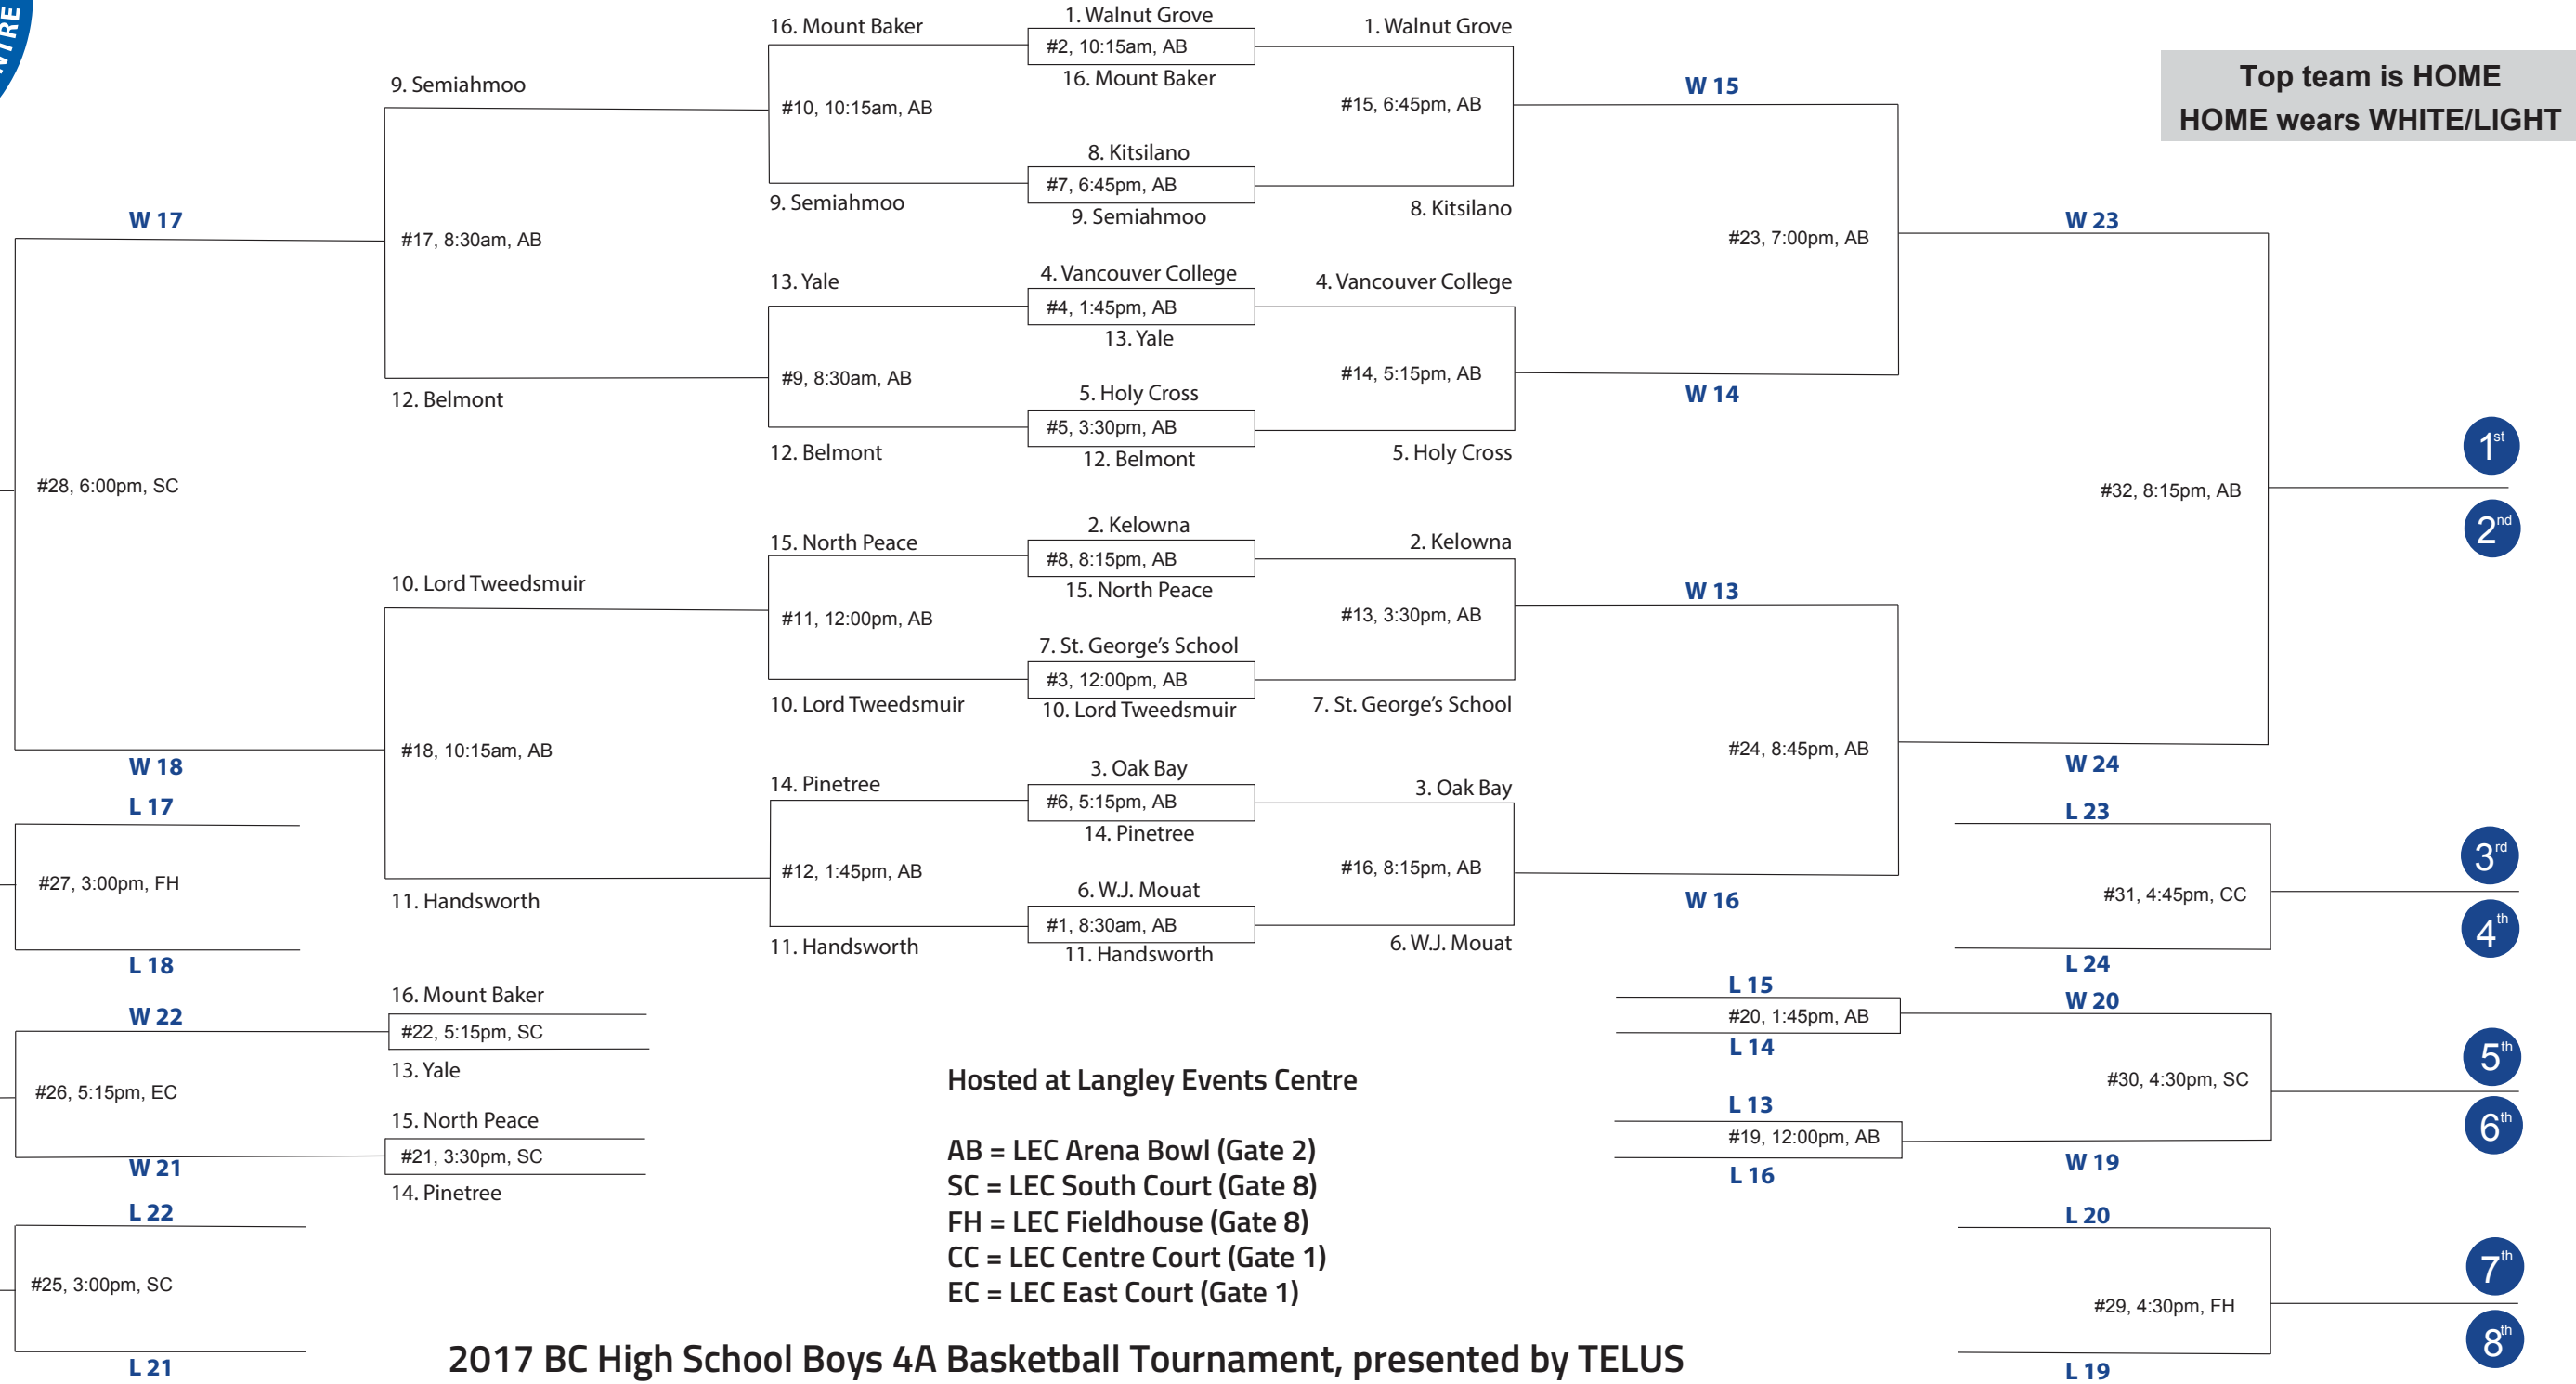 NTRE
Top team is HOME
HOME wears WHITE/LIGHT
W 17
#28, 6:00pm, SC
W 18
L 17
#27, 3:00pm, FH
L 18
W 22
#26, 5:15pm, EC
W 21
L 22
#25, 3:00pm, SC
L 21
9. Semiahmoo
#17, 8:30am, AB
12. Belmont
10. Lord Tweedsmuir
#18, 10:15am, AB
11. Handsworth
16. Mount Baker
#22, 5:15pm, SC
13. Yale
15. North Peace
#21, 3:30pm, SC
14. Pinetree
16. Mount Baker
#10, 10:15am, AB
9. Semiahmoo
13. Yale
#9, 8:30am, AB
12. Belmont
15. North Peace
#11, 12:00pm, AB
10. Lord Tweedsmuir
14. Pinetree
#12, 1:45pm, AB
11. Handsworth
1. Walnut Grove
#2, 10:15am, AB
16. Mount Baker
8. Kitsilano
#7, 6:45pm, AB
9. Semiahmoo
4. Vancouver College
#4, 1:45pm, AB
13. Yale
5. Holy Cross
#5, 3:30pm, AB
12. Belmont
2. Kelowna
#8, 8:15pm, AB
15. North Peace
7. St. George’s School
#3, 12:00pm, AB
10. Lord Tweedsmuir
3. Oak Bay
#6, 5:15pm, AB
14. Pinetree
6. W.J. Mouat
#1, 8:30am, AB
11. Handsworth
1. Walnut Grove
#15, 6:45pm, AB
8. Kitsilano
4. Vancouver College
#14, 5:15pm, AB
5. Holy Cross
2. Kelowna
#13, 3:30pm, AB
7. St. George’s School
3. Oak Bay
#16, 8:15pm, AB
6. W.J. Mouat
W 15
#23, 7:00pm, AB
W 14
W 13
#24, 8:45pm, AB
W 16
L 15
#20, 1:45pm, AB
L 14
L 13
#19, 12:00pm, AB
L 16
W 23
#32, 8:15pm, AB
W 24
L 23
#31, 4:45pm, CC
L 24
W 20
#30, 4:30pm, SC
W 19
L 20
#29, 4:30pm, FH
L 19
1st
2nd
3rd
4th
5th
6th
7th
8th
Hosted at Langley Events Centre
AB = LEC Arena Bowl (Gate 2)
SC = LEC South Court (Gate 8)
FH = LEC Fieldhouse (Gate 8)
CC = LEC Centre Court (Gate 1)
EC = LEC East Court (Gate 1)
2017 BC High School Boys 4A Basketball Tournament, presented by TELUS